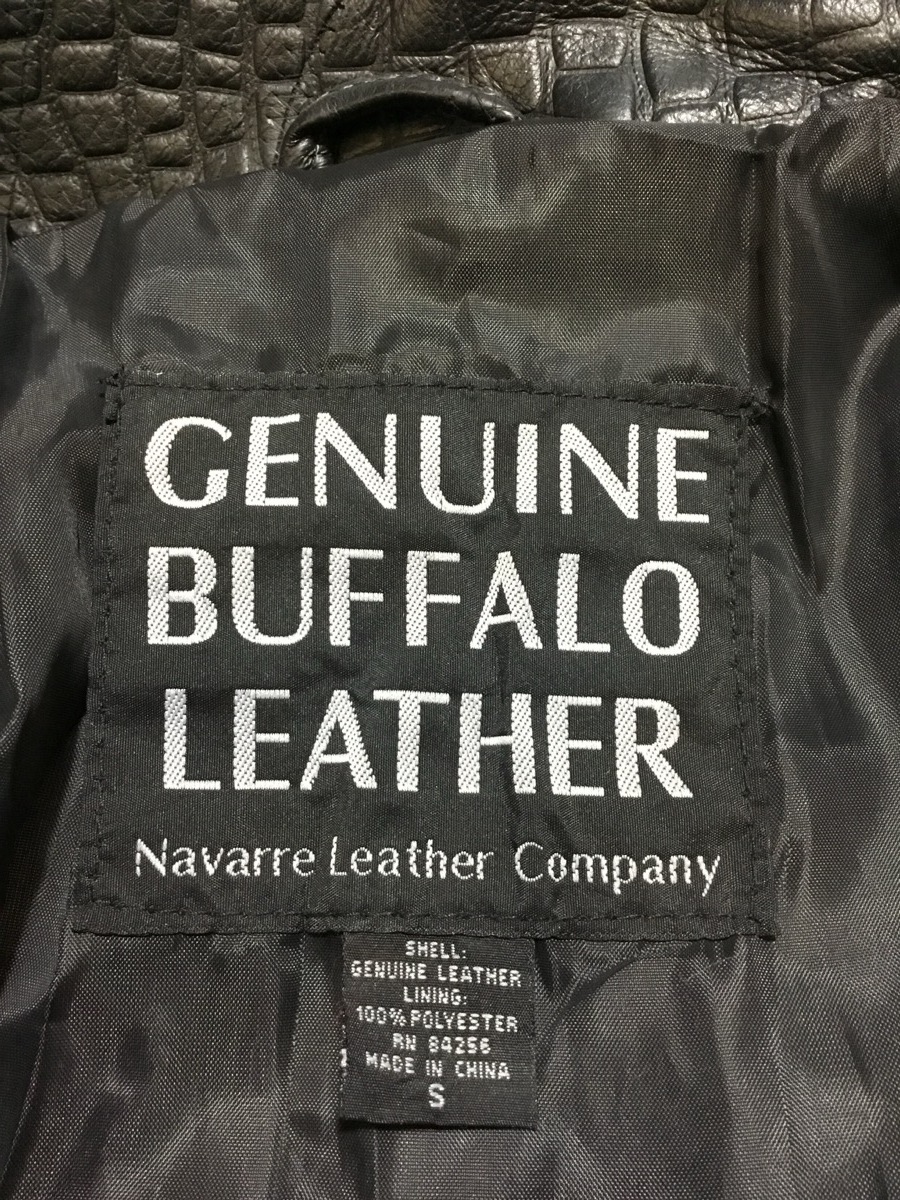 GENUINE
BUFFALO
LEATHER
Navarre Leather Company
SHELL:
GENUINE LEATHER
LINING:
100% POLYESTER
RN 84256
MADE IN CHINA
S